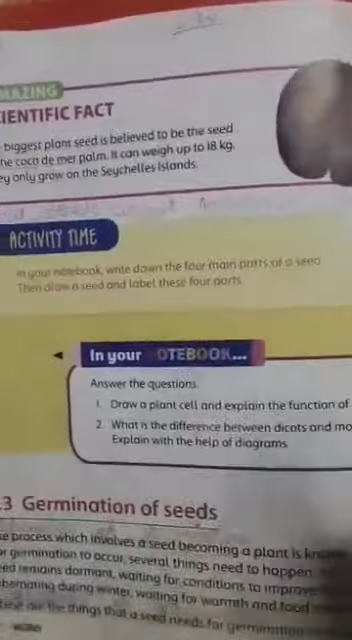 MAZING
IENTIFIC FACT
biggest plant seed is believed to be the seed
he coco de mer palm. It can weigh up to 18 kg.
ey only grow on the Seychelles Islands.
ACTIVITY TIME
In your notebook, write down the four main parts of a seed.
Then draw a seed and label these four parts.
In your OTEBOOK...
Answer the questions.
1. Draw a plant cell and explain the function of
2. What is the difference between dicots and mo
Explain with the help of diagrams.
.3 Germination of seeds
e process which involves a seed becoming a plant is
or germination to occur, several things need to happen.
eed remains dormant, waiting for conditions to improve
bernating during winter, waiting for warmth and food
hese are the things that a seed needs for germination